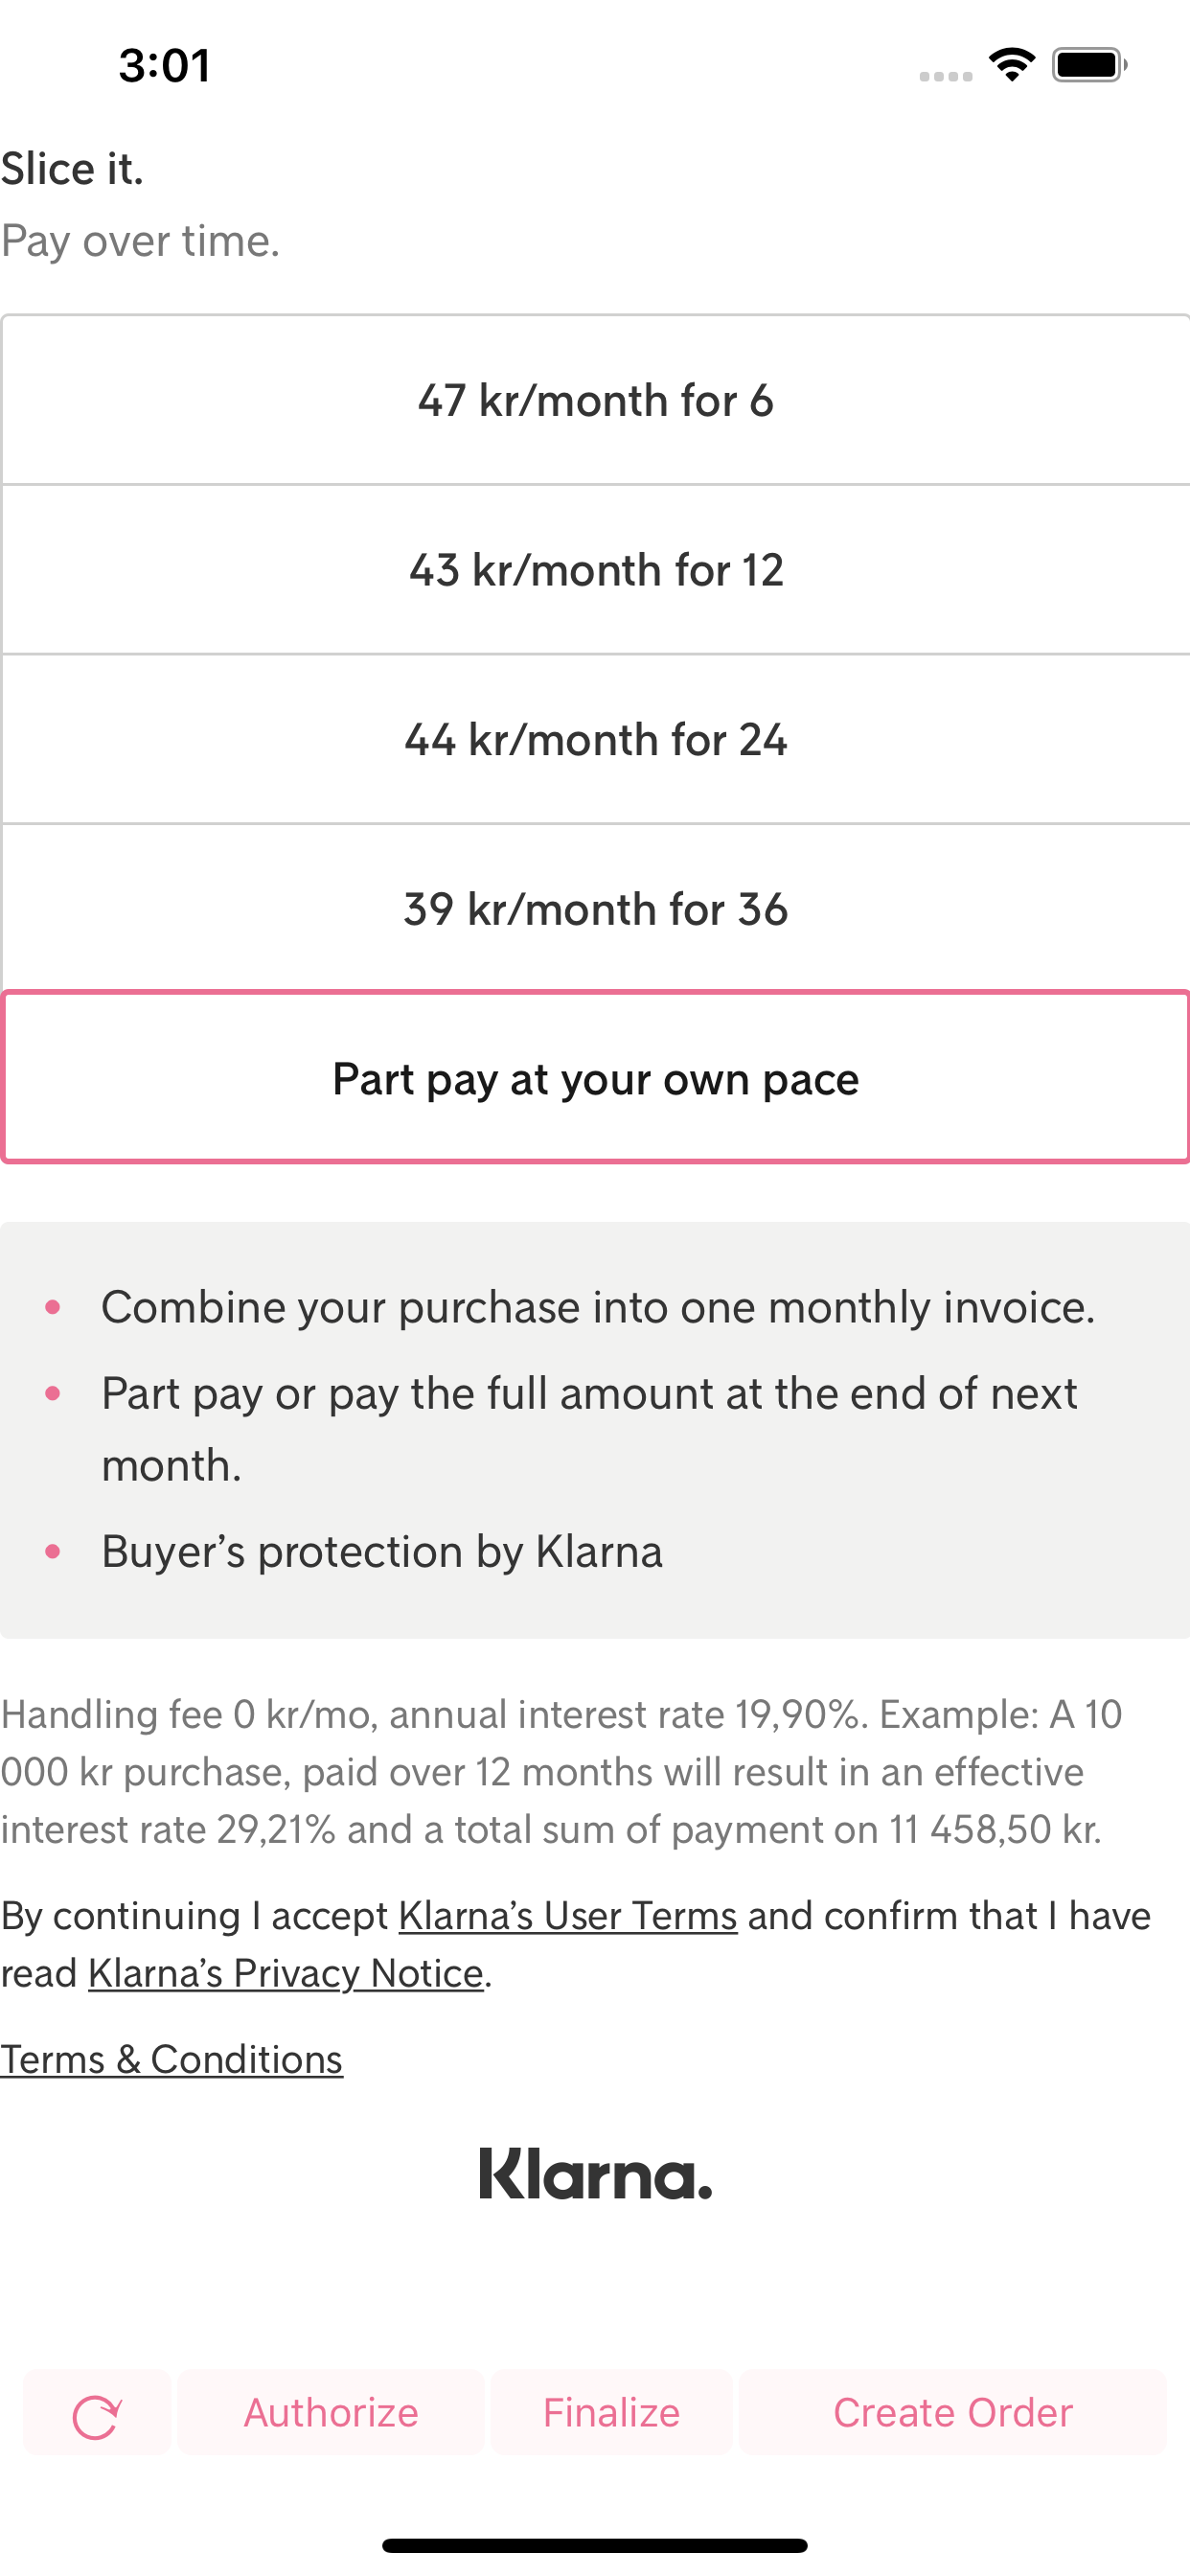 3:01
Slice it.
Pay over time.
47 kr/month for 6
43 kr/month for 12
44 kr/month for 24
39 kr/month for 36
Part pay at your own pace
Combine your purchase into one monthly invoice.
Part pay or pay the full amount at the end of next
month.
Buyer’s protection by Klarna
Handling fee 0 kr/mo, annual interest rate 19,90%. Example: A 10
000 kr purchase, paid over 12 months will result in an effective
interest rate 29,21% and a total sum of payment on 11 458,50 kr.
By continuing I accept Klarna’s User Terms and confirm that I have
read Klarna’s Privacy Notice.
Terms & Conditions
Klarna.
Authorize Finalize Create Order